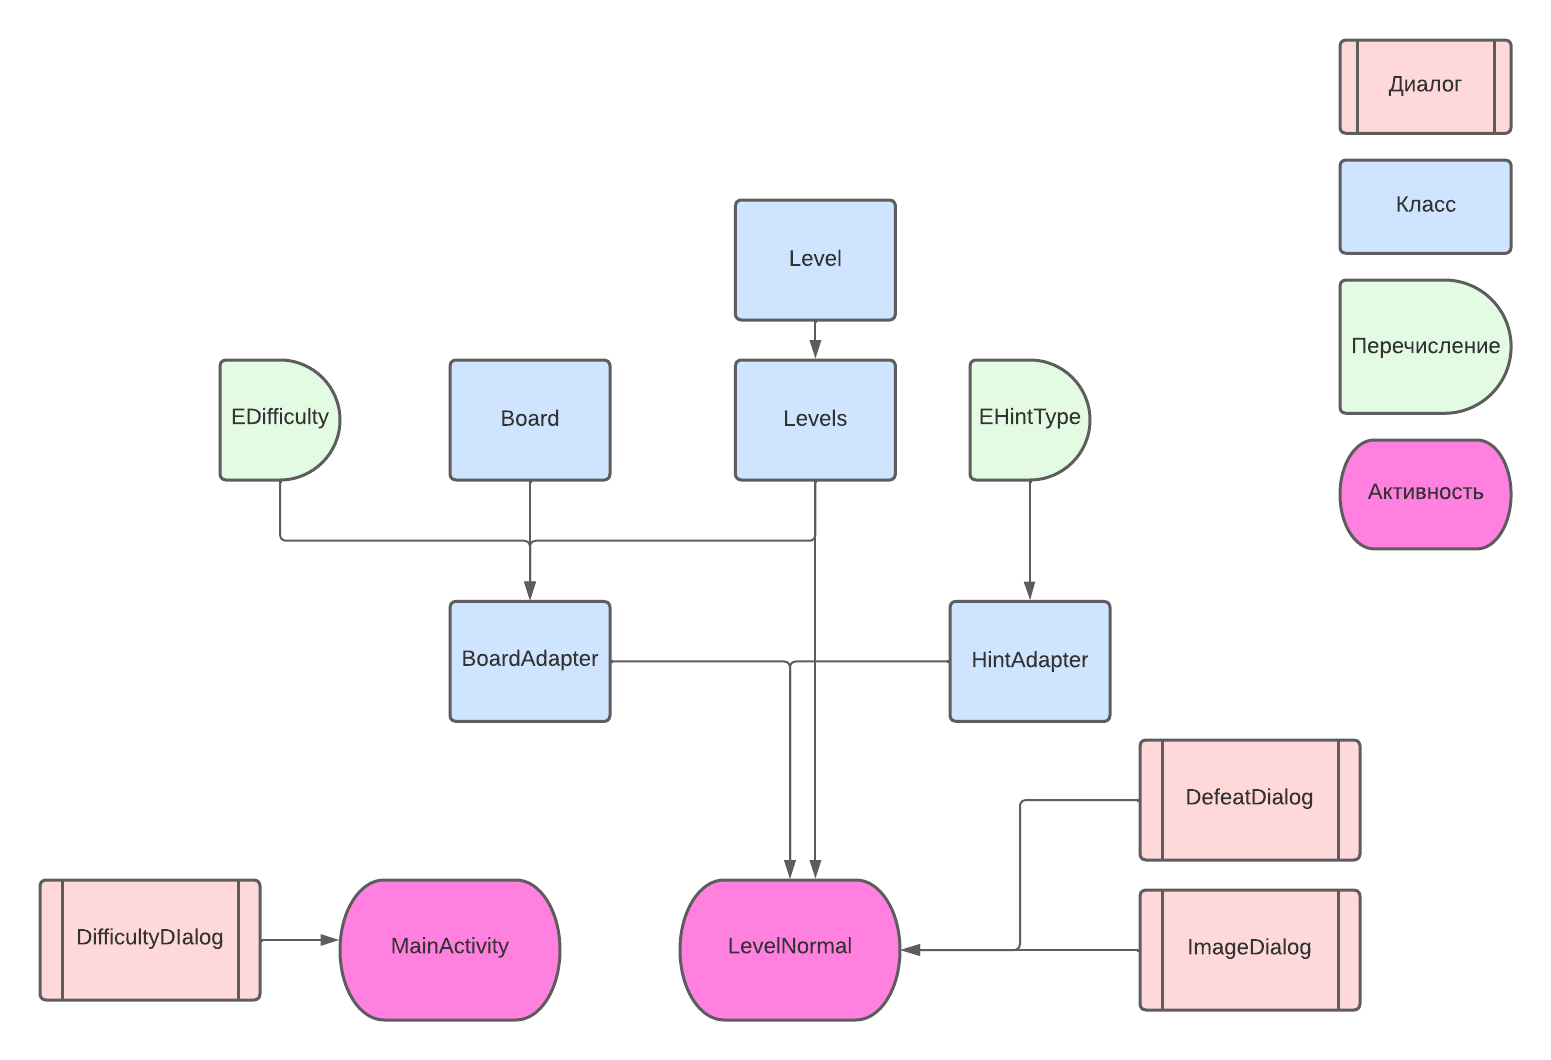 Диалог
Класс
Level
Перечисление
EDifficulty
Board
Levels
EHintType
Активность
BoardAdapter
HintAdapter
DefeatDialog
DifficultyDIalog
MainActivity
LevelNormal
ImageDialog